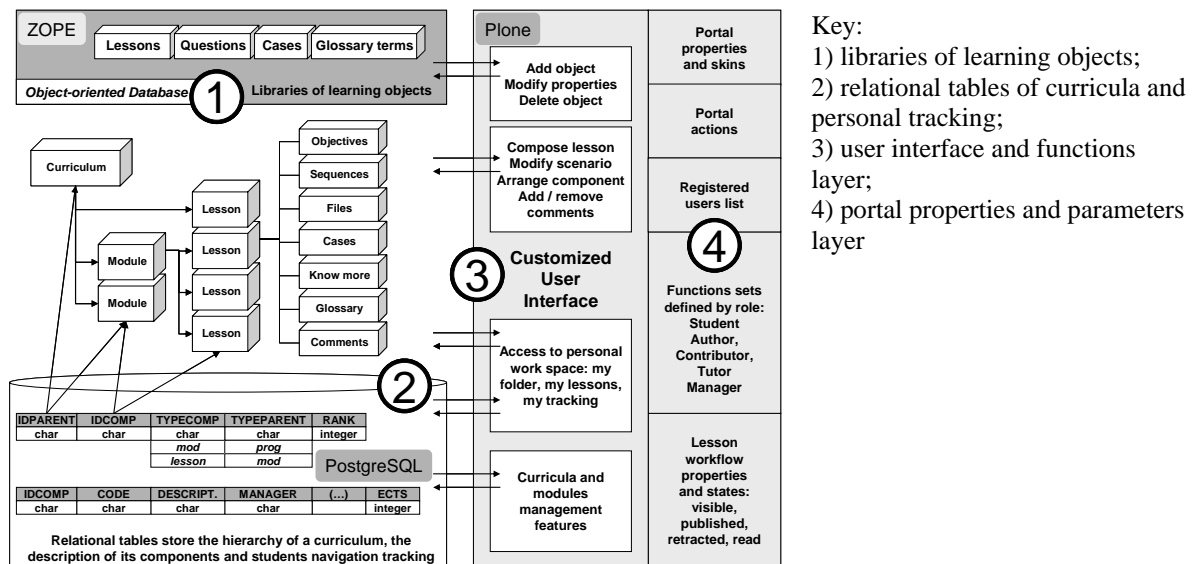 ZOPE
Lessons
Questions
Cases
Glossary terms
Object-oriented Database
1
Libraries of learning objects
Curriculum
Module
Module
Lesson
Lesson
Lesson
Lesson
Objectives
Sequences
Files
Cases
Know more
Glossary
Comments
2
IDPARENT IDCOMP TYPECOMP TYPEPARENT RANK
char char char char integer
mod prog
lesson mod
PostgreSQL
IDCOMP CODE DESCRIPT. MANAGER (...) ECTS
char char char char integer
Relational tables store the hierarchy of a curriculum, the
description of its components and students navigation tracking
Plone
Add object
Modify properties
Delete object
Compose lesson
Modify scenario
Arrange component
Add / remove
comments
3
Customized
User
Interface
Access to personal
work space: my
folder, my lessons,
my tracking
Curricula and
modules
management
features
Portal
properties
and skins
Portal
actions
Registered
users list
4
Functions sets
defined by role:
Student
Author,
Contributor,
Tutor
Manager
Lesson
workflow
properties
and states:
visible,
published,
retracted, read
Key:
1) libraries of learning objects;
2) relational tables of curricula and
personal tracking;
3) user interface and functions
layer;
4) portal properties and parameters
layer